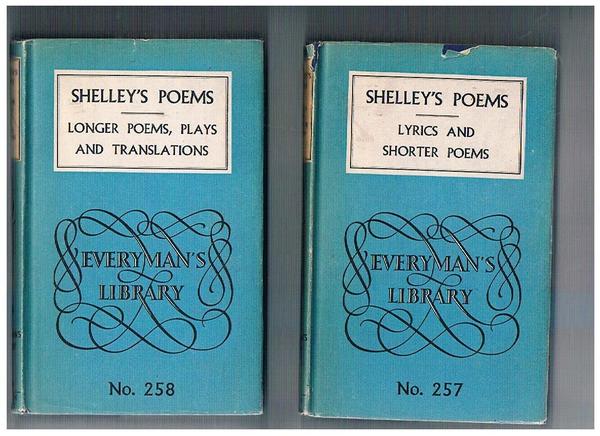 SHELLEY'S POEMS
LONGER POEMS, PLAYS
AND TRANSLATIONS
EVERYMAN'S
LIBRARY
No. 258
SHELLEY'S POEMS
LYRICS AND
SHORTER POEMS
EVERYMAN'S
LIBRARY
No. 257